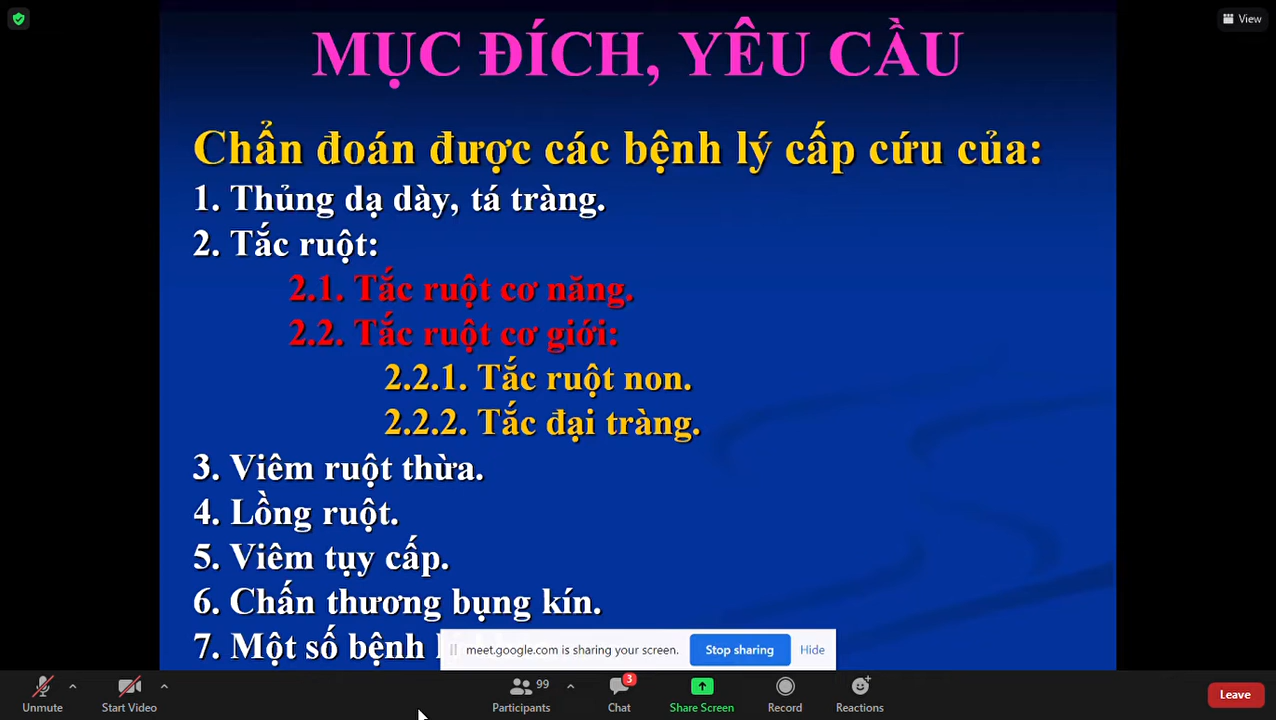 View
MỤC ĐÍCH, YÊU CẦU
Chẩn đoán được các bệnh lý cấp cứu của:
1. Thủng dạ dày, tá tràng.
2. Tắc ruột:
2.1. Tắc ruột cơ năng.
2.2. Tắc ruột cơ giới:
2.2.1. Tắc ruột non.
2.2.2. Tắc đại tràng.
3. Viêm ruột thừa.
4. Lồng ruột.
5. Viêm tụy cấp.
6. Chấn thương bụng kín.
7. Một số bệnh
meet.google.com is sharing your screen. Stop sharing Hide
99 3
Unmute Start Video Participants Chat Share Screen Record Reactions Leave